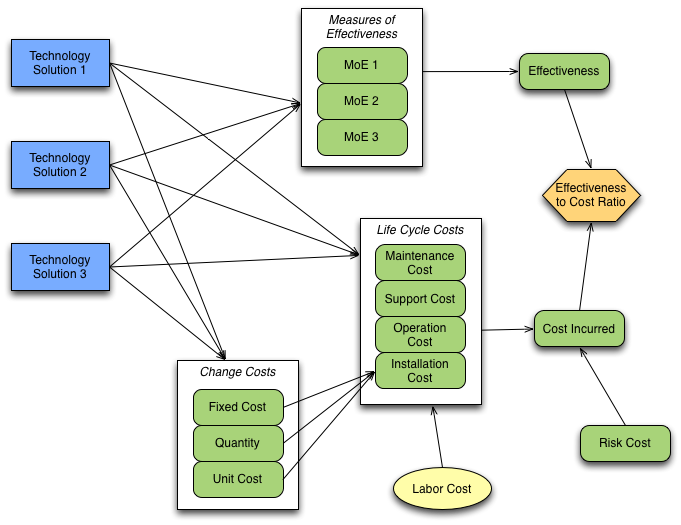 Technology
Solution 1
Technology
Solution 2
Technology
Solution 3
Measures of
Effectiveness
MoE 1
MoE 2
MoE 3
Effectiveness
Effectiveness
to Cost Ratio
Life Cycle Costs
Maintenance
Cost
Support Cost
Operation
Cost
Installation
Cost
Cost Incurred
Change Costs
Fixed Cost
Quantity
Unit Cost
Labor Cost
Risk Cost